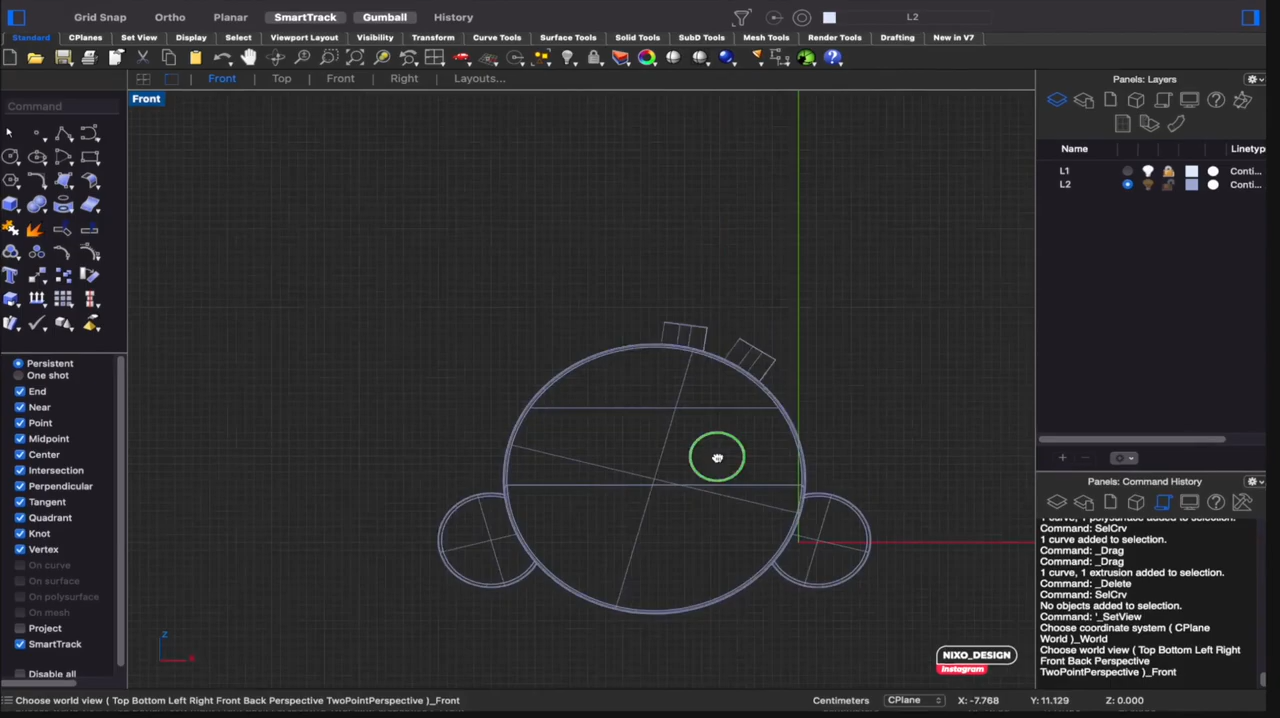 Grid Snap Ortho Planar SmartTrack Gumball History L2
Standard CPlanes Set View Display Select Viewport Layout Visibility Transform Curve Tools Surface Tools Solid Tools SubD Tools Mesh Tools Render Tools Drafting New in V7
Front Top Front Right Layouts...
Front
Command
Persistent
One shot
End
Near
Point
Midpoint
Center
Intersection
Perpendicular
Tangent
Quadrant
Knot
Vertex
On curve
On surface
On polysurface
On mesh
Project
SmartTrack
Disable all
z
x
Panels: Layers
Name Linetyp
L1 Conti...
L2 Conti...
Panels: Command History
1 curve, 1 polysurface added to selection.
Command: SelCrv
1 curve added to selection.
Command: _Drag
Command: _Drag
1 curve, 1 extrusion added to selection.
Command: _Delete
Command: SelCrv
No objects added to selection.
Command: '_SetView
Choose coordinate system ( CPlane
World )_World
Choose world view ( Top Bottom Left Right
Front Back Perspective
TwoPointPerspective )_Front
NIXO_DESIGN
Instagram
Choose world view ( Top Bottom Left Right Front Back Perspective TwoPointPerspective )_Front
Centimeters CPlane X: -7.768 Y: 11.129 Z: 0.000